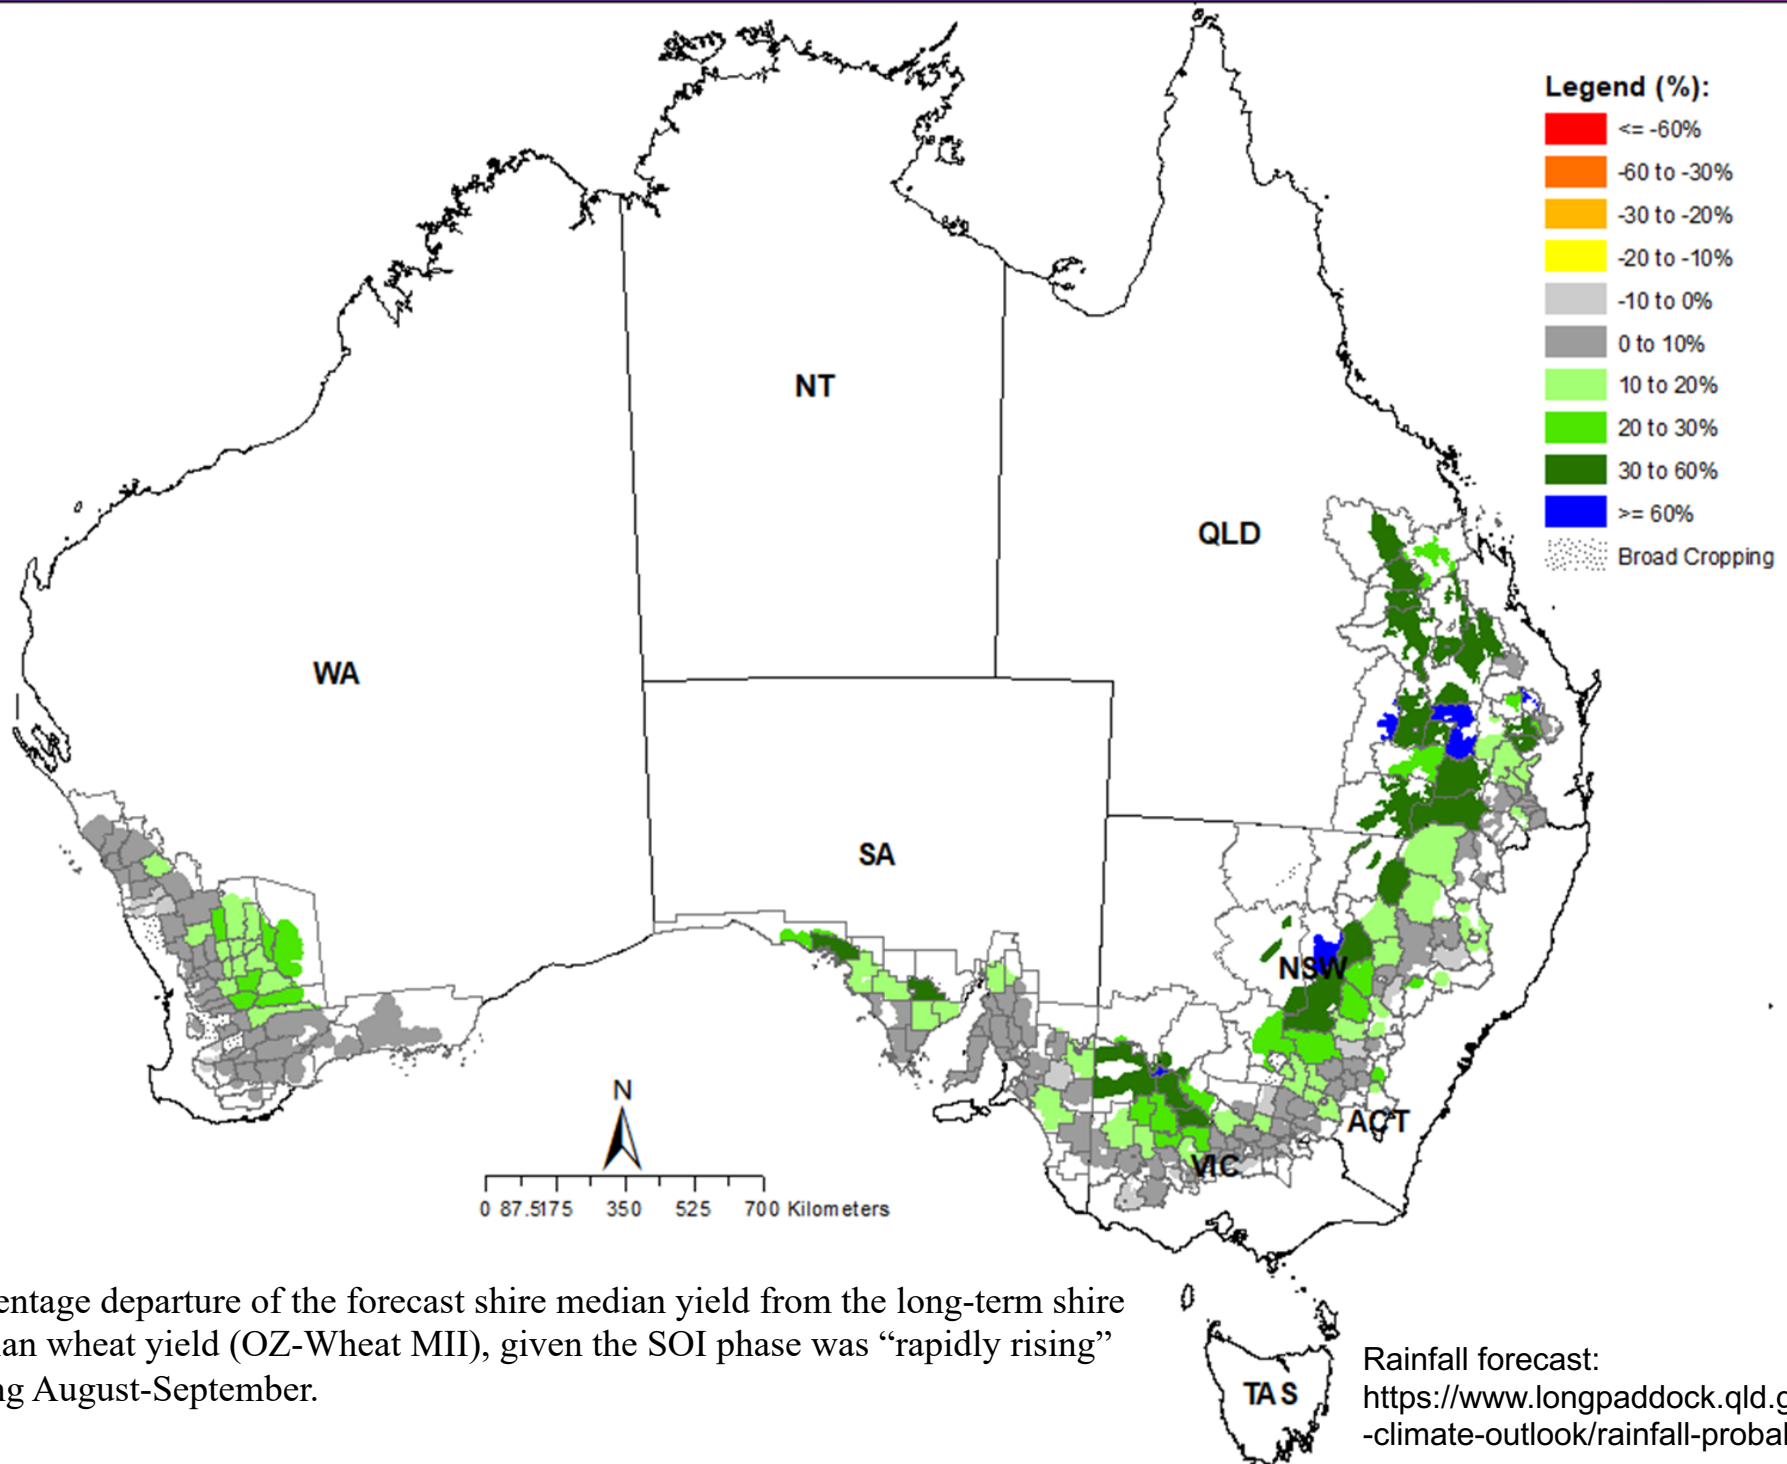 Legend (%):
<= -60%
-60 to -30%
-30 to -20%
-20 to -10%
-10 to 0%
0 to 10%
10 to 20%
20 to 30%
30 to 60%
>= 60%
Broad Cropping
NT
QLD
WA
SA
NSW
ACT
VIC
N
0 87.5175 350 525 700 Kilometers
entage departure of the forecast shire median yield from the long-term shire
an wheat yield (OZ-Wheat MII), given the SOI phase was “rapidly rising”
ng August-September.
TAS
Rainfall forecast:
https://www.longpaddock.qld.g
-climate-outlook/rainfall-probal